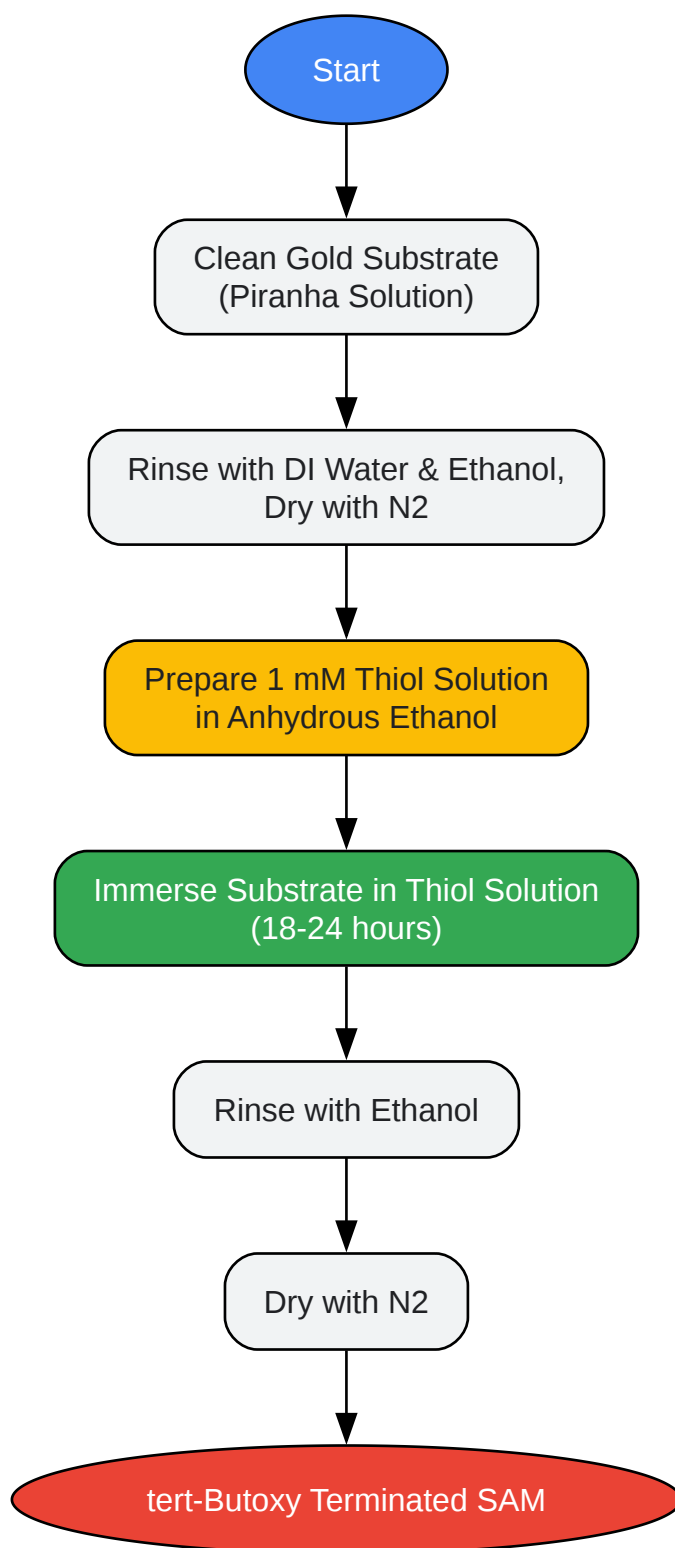 Start
Clean Gold Substrate
(Piranha Solution)
Rinse with DI Water & Ethanol,
Dry with N2
Prepare 1 mM Thiol Solution
in Anhydrous Ethanol
Immerse Substrate in Thiol Solution
(18-24 hours)
Rinse with Ethanol
Dry with N2
tert-Butoxy Terminated SAM